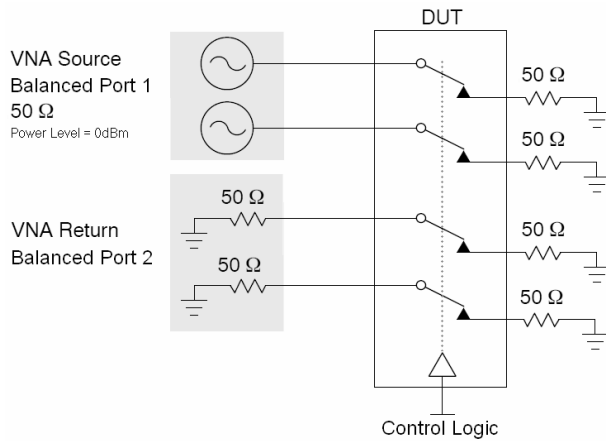 DUT
VNA Source
Balanced Port 1
50 Ω
Power Level = 0dBm
50 Ω
50 Ω
VNA Return
Balanced Port 2
50 Ω
50 Ω
50 Ω
50 Ω
Control Logic